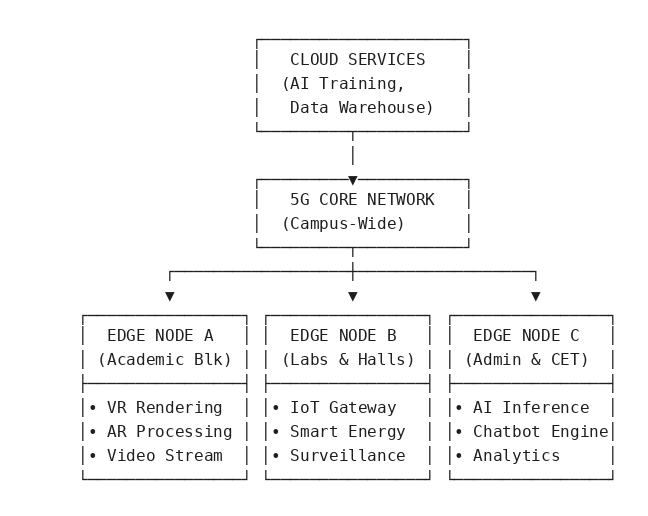 CLOUD SERVICES
(AI Training,
Data Warehouse)
5G CORE NETWORK
(Campus-Wide)
EDGE NODE A
(Academic Blk)
• VR Rendering
• AR Processing
• Video Stream
EDGE NODE B
(Labs & Halls)
• IoT Gateway
• Smart Energy
• Surveillance
EDGE NODE C
(Admin & CET)
• AI Inference
• Chatbot Engine
• Analytics